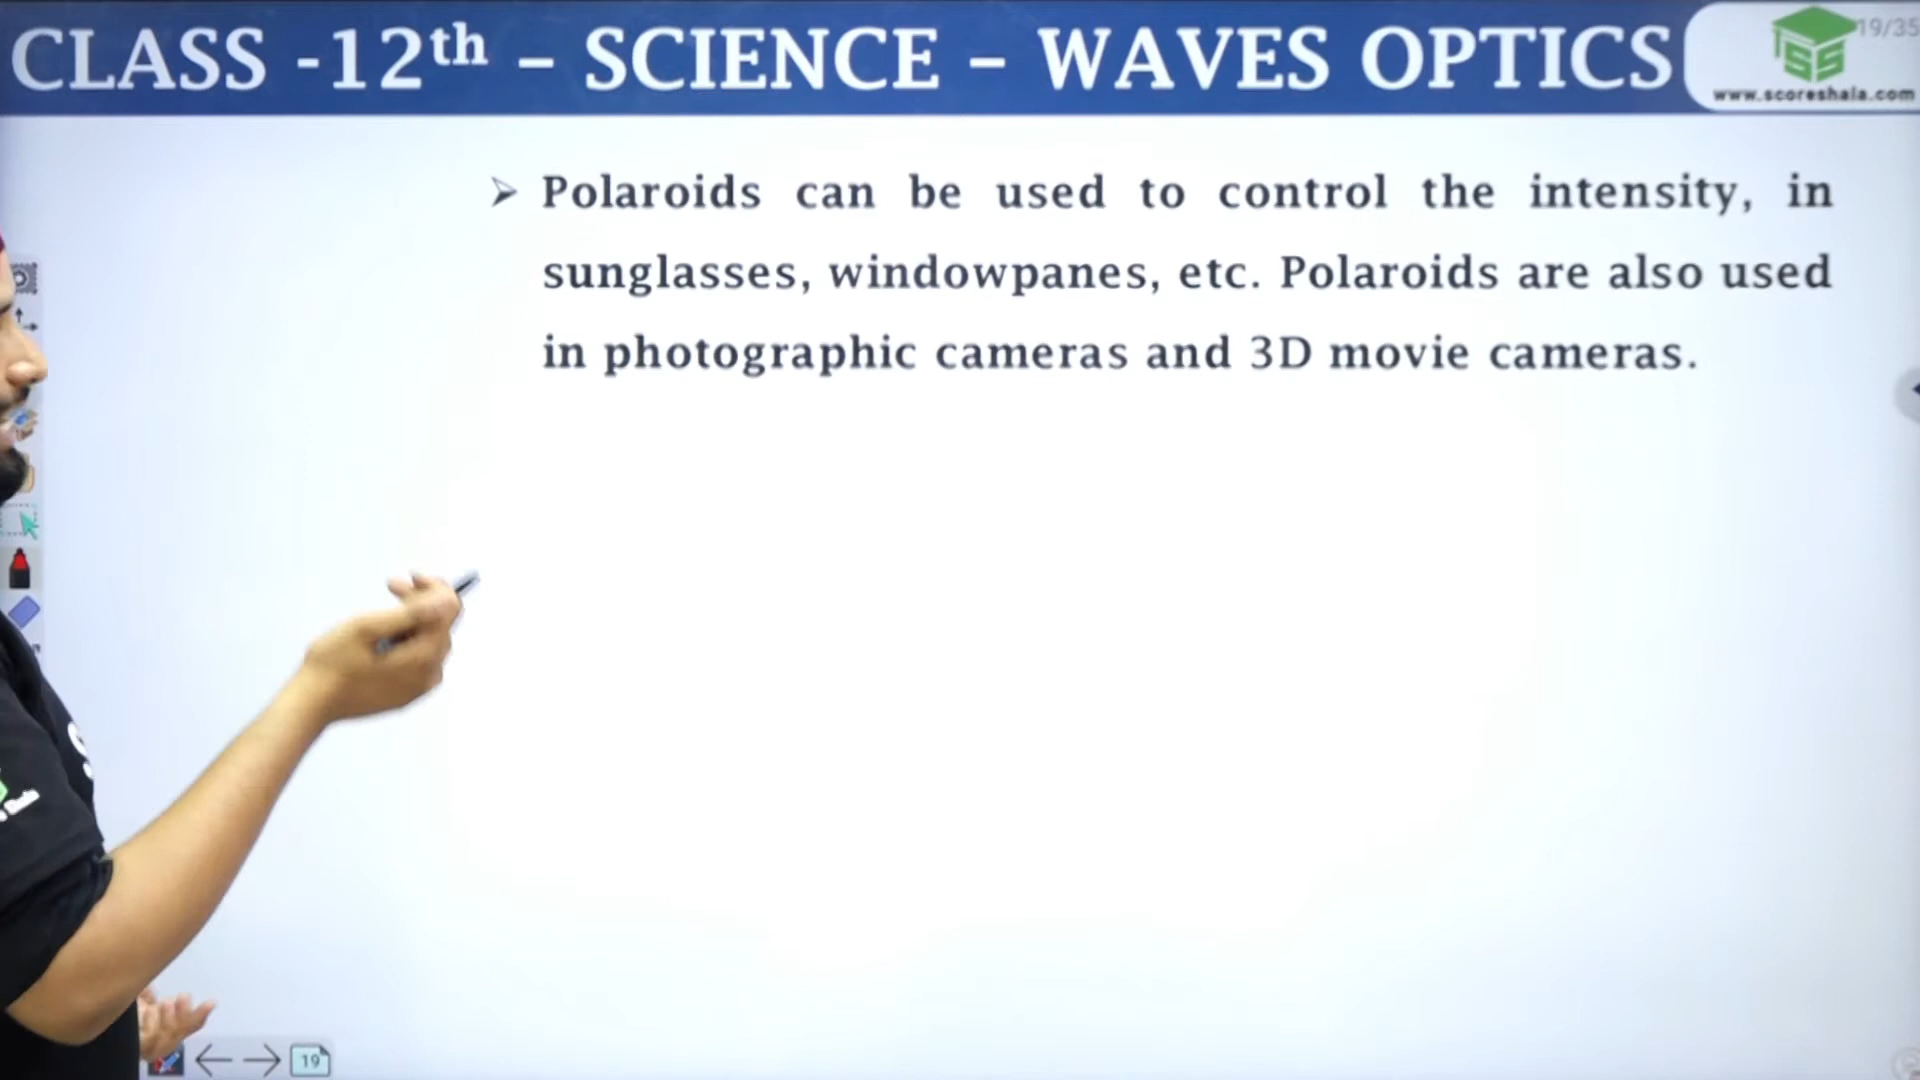 CLASS -12th – SCIENCE – WAVES OPTICS
19/35
SS
www.scoreshala.com
➢ Polaroids can be used to control the intensity, in
sunglasses, windowpanes, etc. Polaroids are also used
in photographic cameras and 3D movie cameras.
19